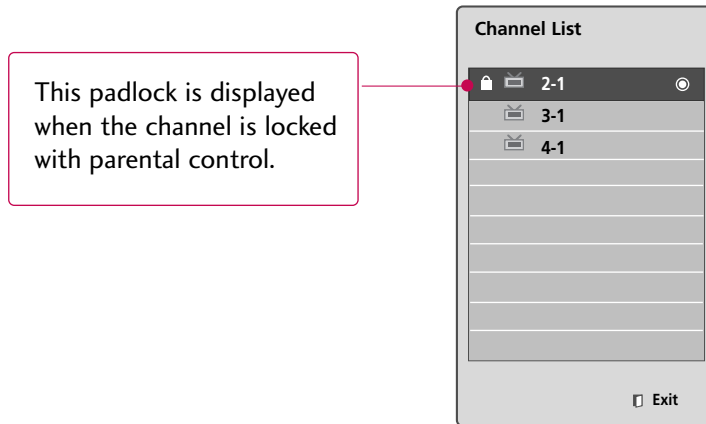 Channel List
This padlock is displayed
when the channel is locked
with parental control.
2-1
3-1
4-1
Exit